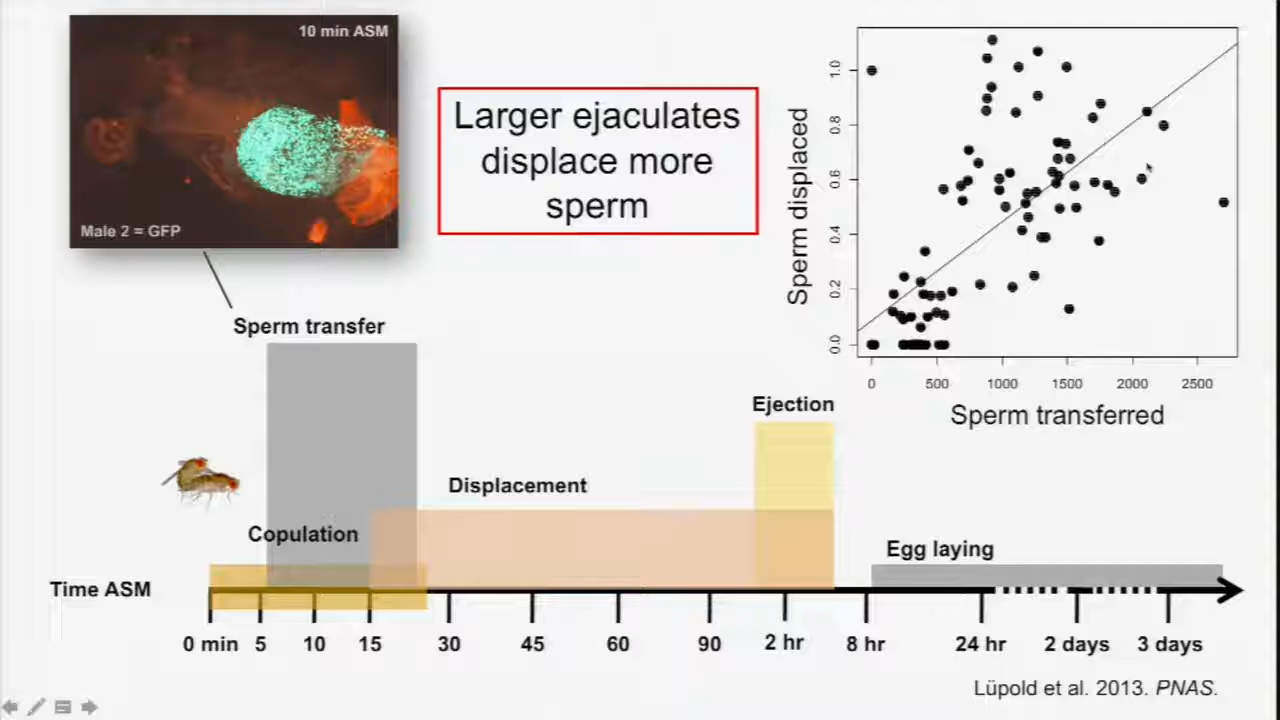 10 min ASM
Male 2 = GFP
Larger ejaculates
displace more
sperm
Sperm displaced
1.0
0.8
0.6
0.4
0.2
0.0
0 500 1000 1500 2000 2500
Sperm transferred
Sperm transfer
Ejection
Displacement
Copulation
Egg laying
Time ASM
0 min 5 10 15 30 45 60 90 2 hr 8 hr 24 hr 2 days 3 days
Lüpold et al. 2013. PNAS.